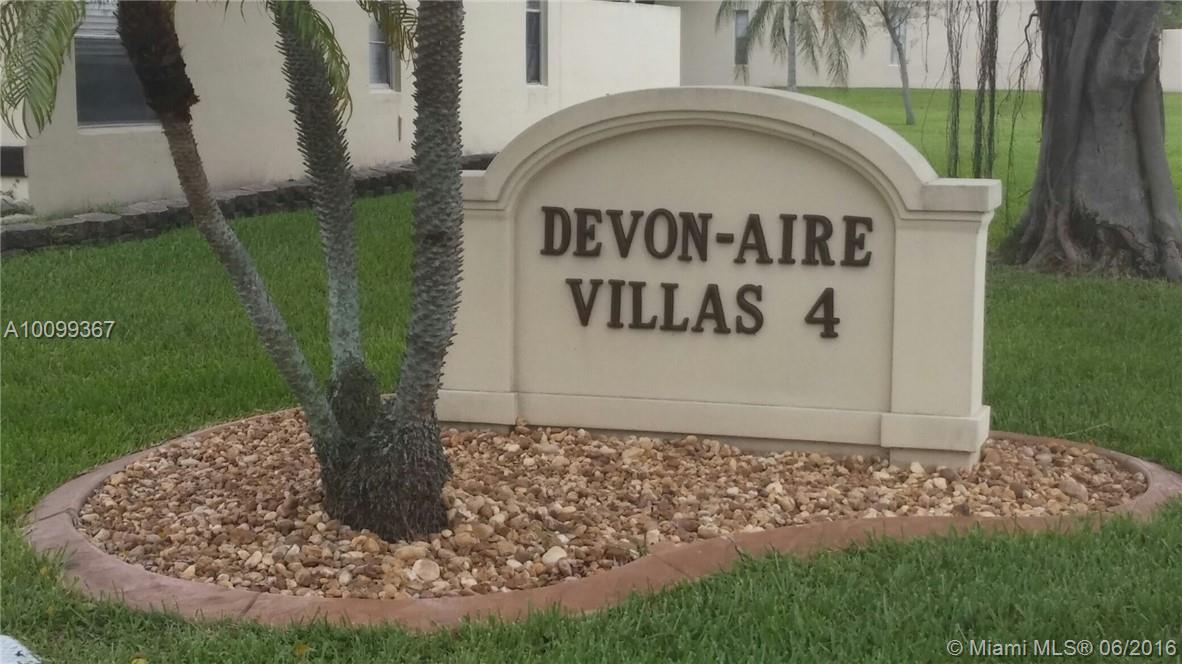 DEVON-AIRE
VILLAS 4
A10099367
©Miami MLS® 06/2016